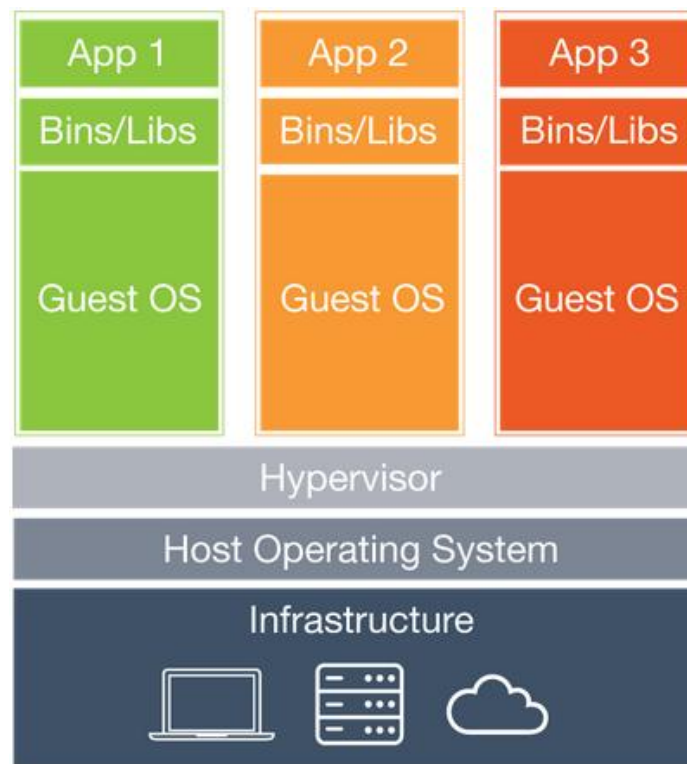 App 1
App 2
App 3
Bins/Libs
Bins/Libs
Bins/Libs
Guest OS
Guest OS
Guest OS
Hypervisor
Host Operating System
Infrastructure